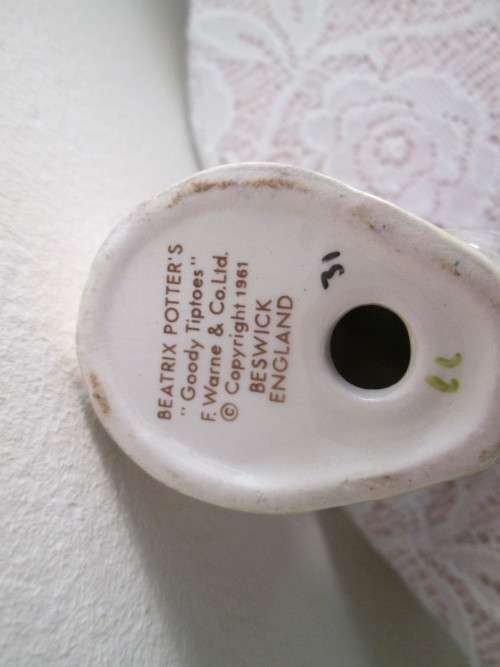 BEATRIX POTTER'S
"Goody Tiptoes"
F. Warne & Co. Ltd.
© Copyright 1961
BESWICK
ENGLAND
31